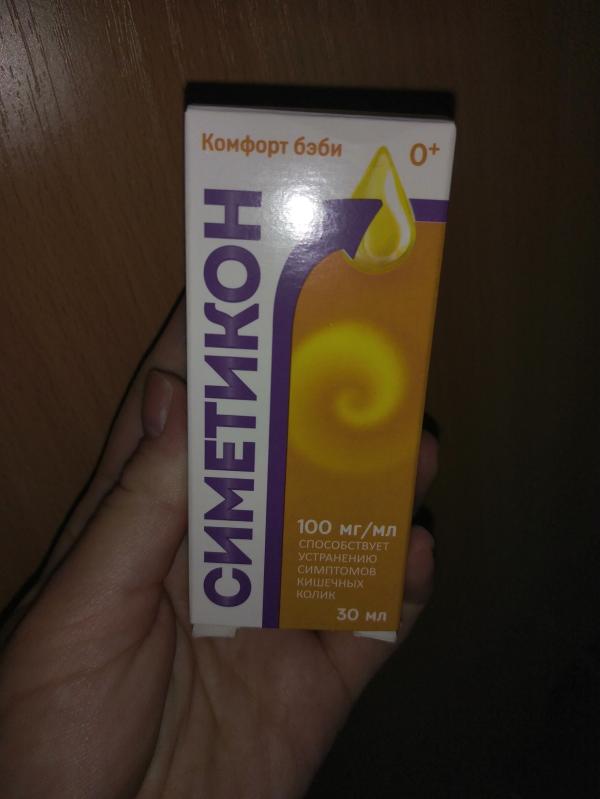 Комфорт бэби
0+
СИМЕТИКОН
100 мг/мл
СПОСОБСТВУЕТ
УСТРАНЕНИЮ
СИМПТОМОВ
КИШЕЧНЫХ
КОЛИК
30 мл